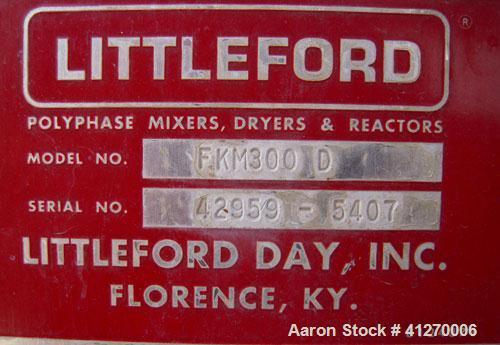 LITTLEFORD ®
POLYPHASE MIXERS, DRYERS & REACTORS
MODEL NO. FKM300 D
SERIAL NO. 42959 - 5407
LITTLEFORD DAY, INC.
FLORENCE, KY.
Aaron Stock # 41270006